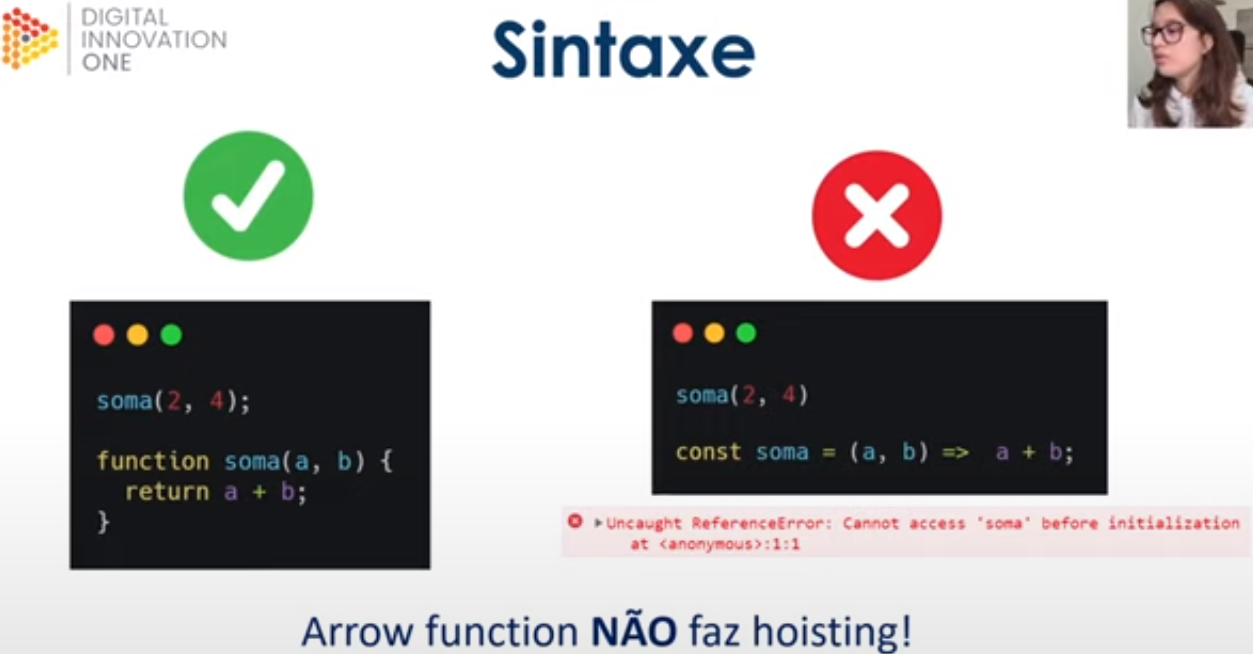 DIGITAL
INNOVATION
ONE
Sintaxe
soma(2, 4);
function soma(a, b) {
return a + b;
}
soma(2, 4)
const soma = (a, b) => a + b;
Uncaught ReferenceError: Cannot access 'soma' before initialization
at <anonymous>:1:1
Arrow function NÃO faz hoisting!